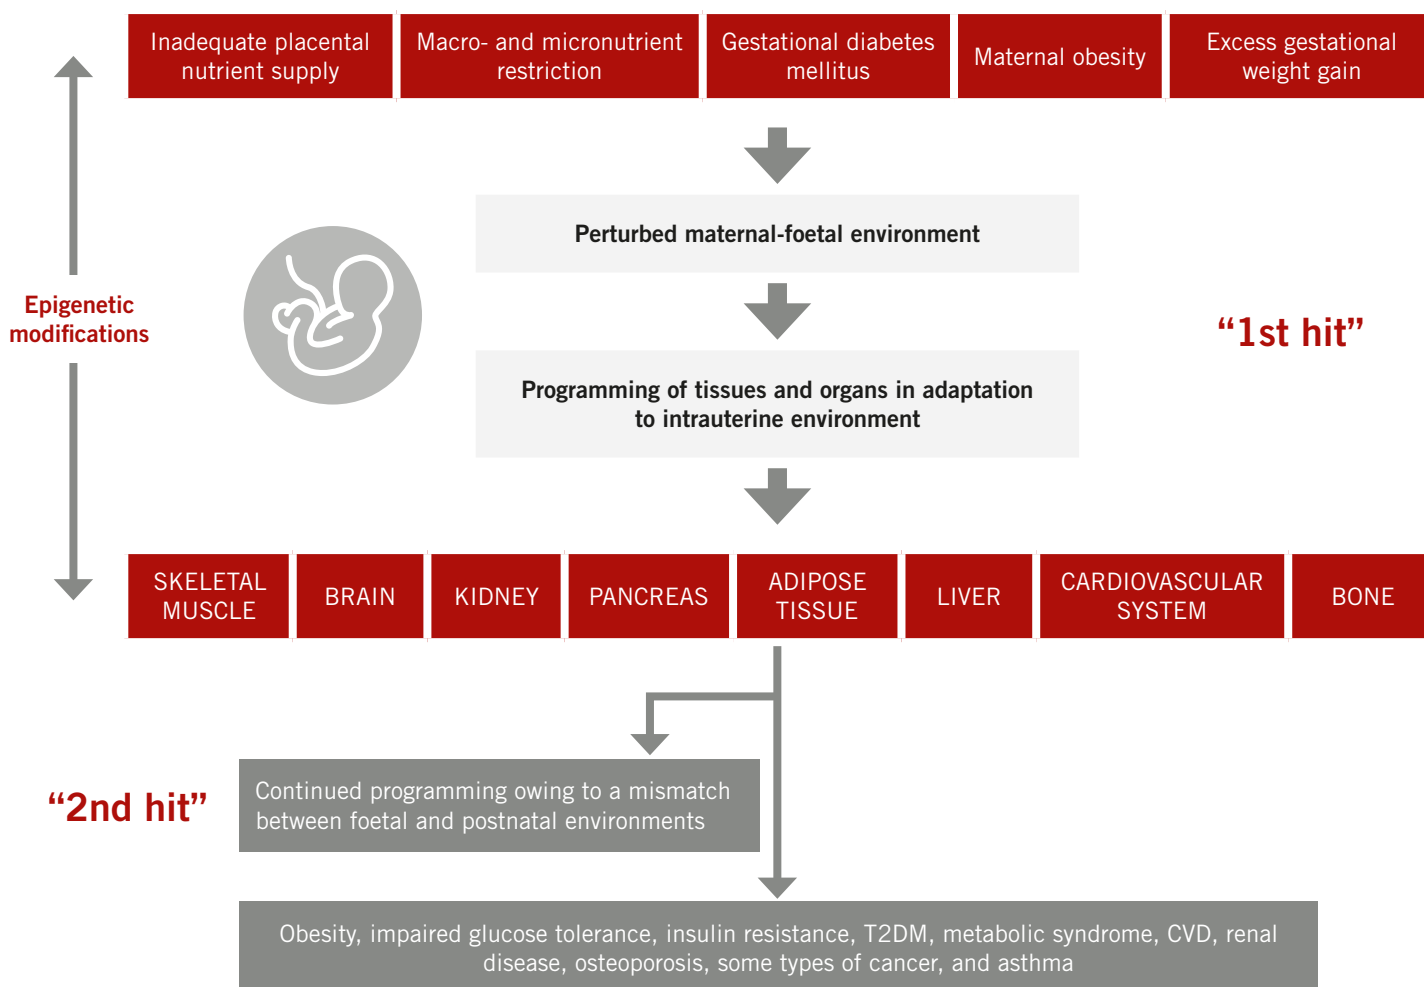 Inadequate placental
nutrient supply
Macro- and micronutrient
restriction
Gestational diabetes
mellitus
Maternal obesity
Excess gestational
weight gain
Perturbed maternal-foetal environment
Epigenetic
modifications
“1st hit”
Programming of tissues and organs in adaptation
to intrauterine environment
SKELETAL
MUSCLE
BRAIN
KIDNEY
PANCREAS
ADIPOSE
TISSUE
LIVER
CARDIOVASCULAR
SYSTEM
BONE
“2nd hit”
Continued programming owing to a mismatch
between foetal and postnatal environments
Obesity, impaired glucose tolerance, insulin resistance, T2DM, metabolic syndrome, CVD, renal
disease, osteoporosis, some types of cancer, and asthma